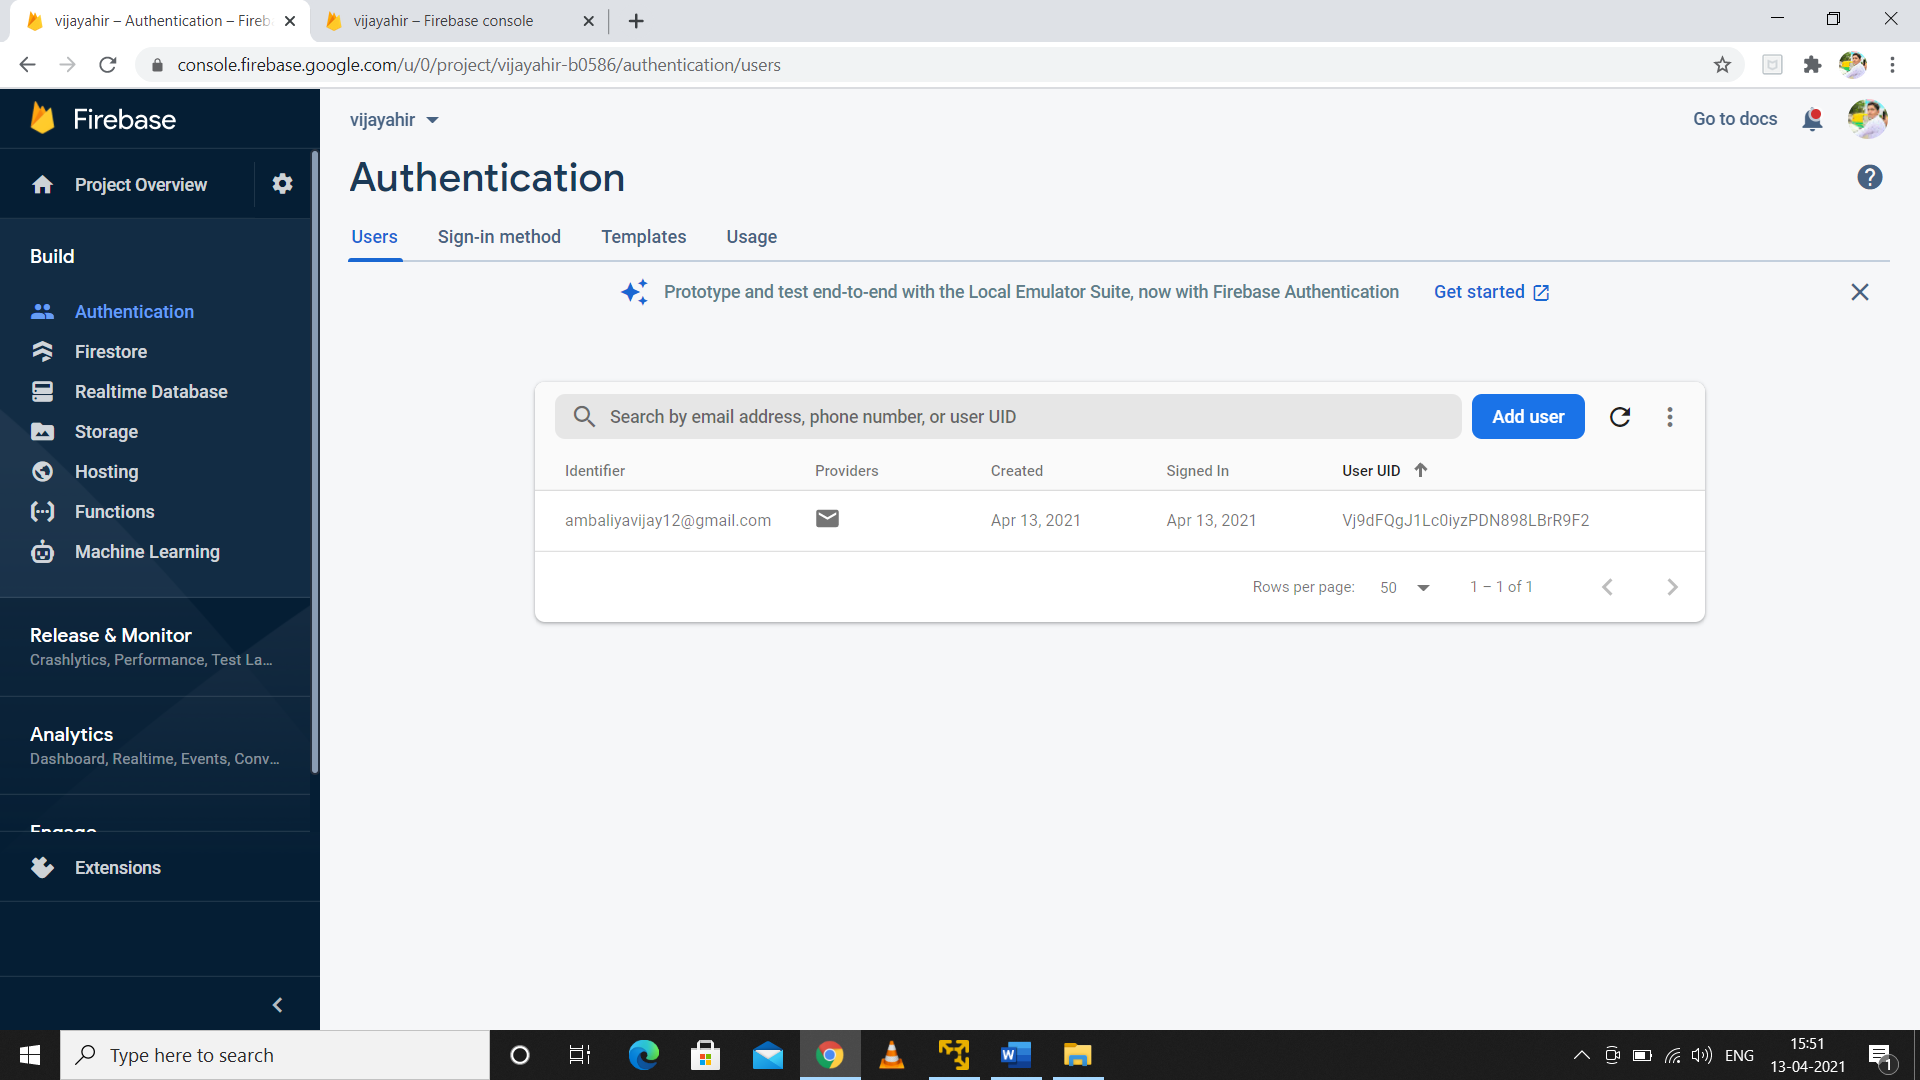 vijayahir – Authentication – Fireb
vijayahir – Firebase console
console.firebase.google.com/u/0/project/vijayahir-b0586/authentication/users
Firebase
vijayahir
Go to docs
Project Overview
Authentication
Users
Sign-in method
Templates
Usage
Build
Prototype and test end-to-end with the Local Emulator Suite, now with Firebase Authentication
Get started
Authentication
Firestore
Realtime Database
Storage
Hosting
Functions
Machine Learning
Search by email address, phone number, or user UID
Add user
Identifier
Providers
Created
Signed In
User UID
ambaliyavijay12@gmail.com
Apr 13, 2021
Apr 13, 2021
Vj9dFQgJ1Lc0iyzPDN898LBrR9F2
Rows per page:
50
1 – 1 of 1
Release & Monitor
Crashlytics, Performance, Test La...
Analytics
Dashboard, Realtime, Events, Conv...
Engage
Extensions
Type here to search
ENG
15:51
13-04-2021
1